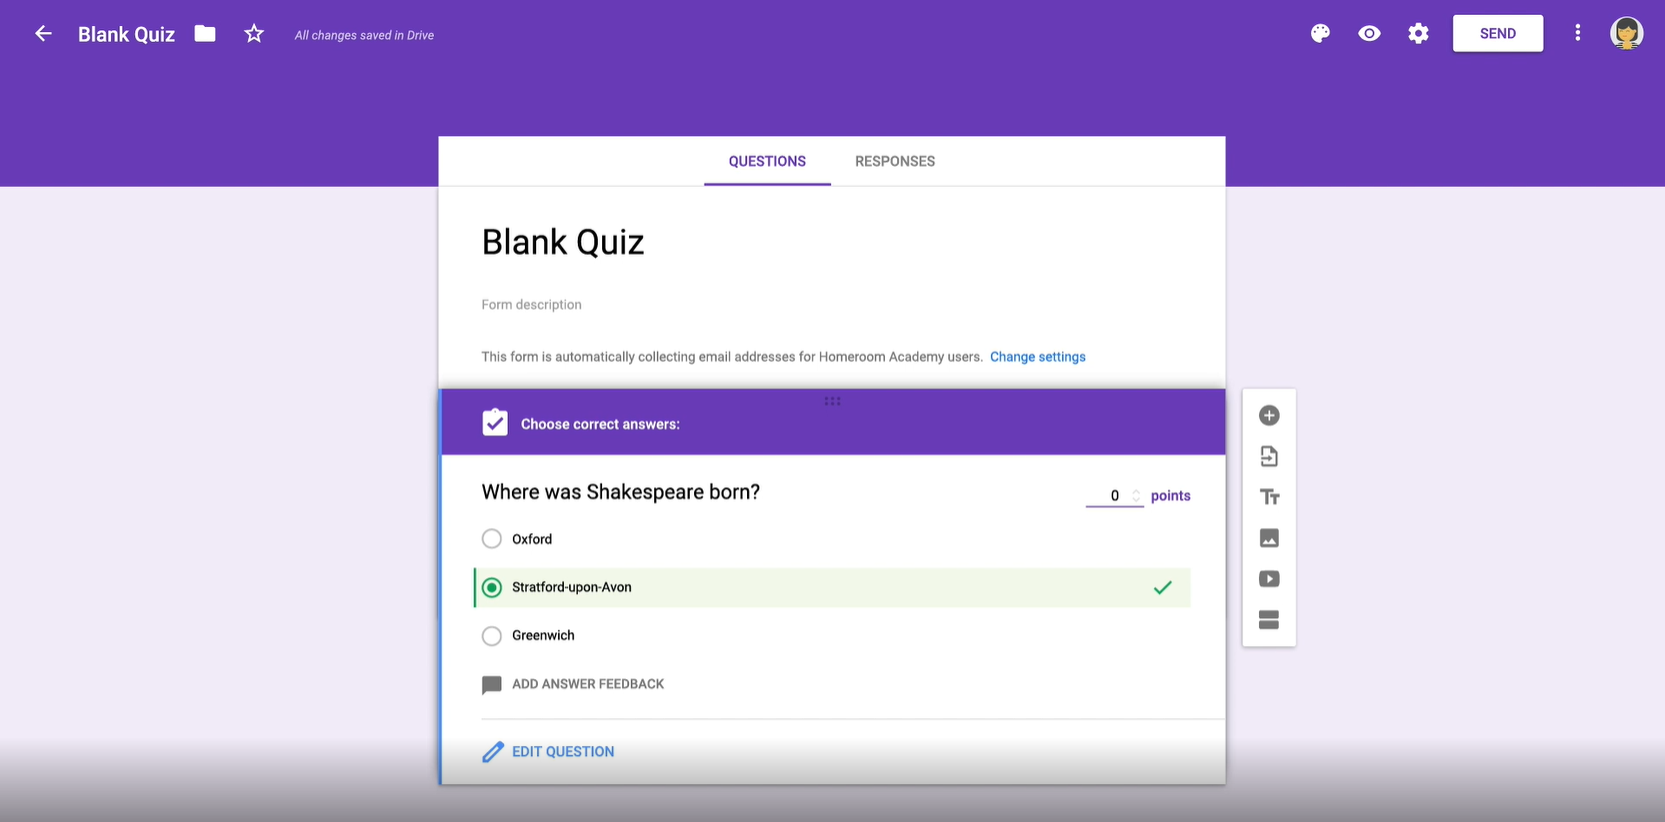 Blank Quiz
All changes saved in Drive
SEND
QUESTIONS
RESPONSES
Blank Quiz
Form description
This form is automatically collecting email addresses for Homeroom Academy users. Change settings
Choose correct answers:
Where was Shakespeare born?
0 points
Oxford
Stratford-upon-Avon
Greenwich
ADD ANSWER FEEDBACK
EDIT QUESTION